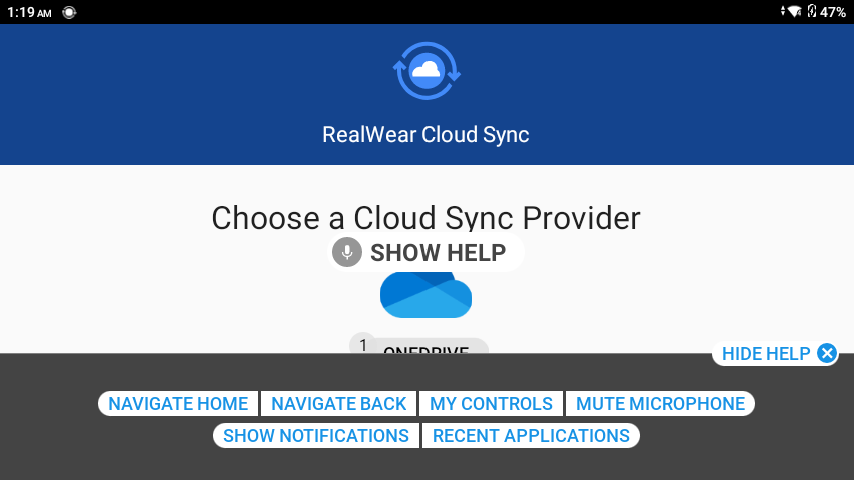 1:19 AM 47%
RealWear Cloud Sync
Choose a Cloud Sync Provider
SHOW HELP
1 ONEDRIVE
HIDE HELP
NAVIGATE HOME NAVIGATE BACK MY CONTROLS MUTE MICROPHONE
SHOW NOTIFICATIONS RECENT APPLICATIONS